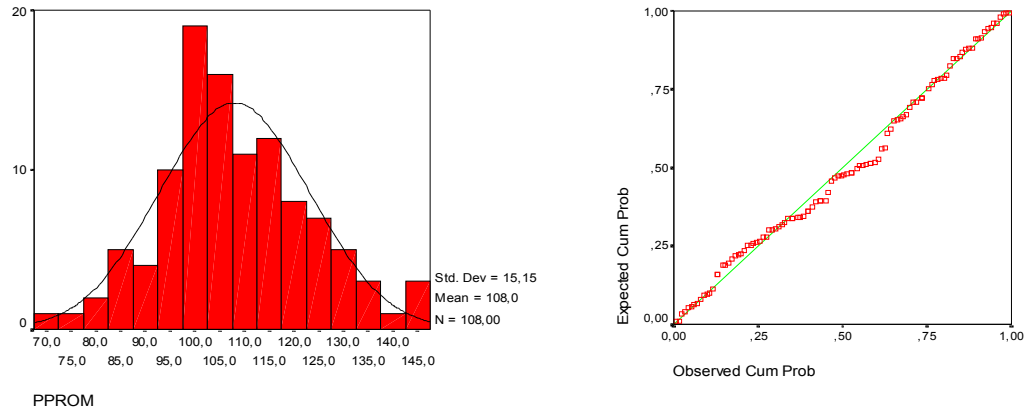 20
10
0
70,0 80,0 90,0 100,0 110,0 120,0 130,0 140,0
75,0 85,0 95,0 105,0 115,0 125,0 135,0 145,0
PPROM
Std. Dev = 15,15
Mean = 108,0
N = 108,00
1,00
,75
,50
,25
0,00
Expected Cum Prob
0,00 ,25 ,50 ,75 1,00
Observed Cum Prob